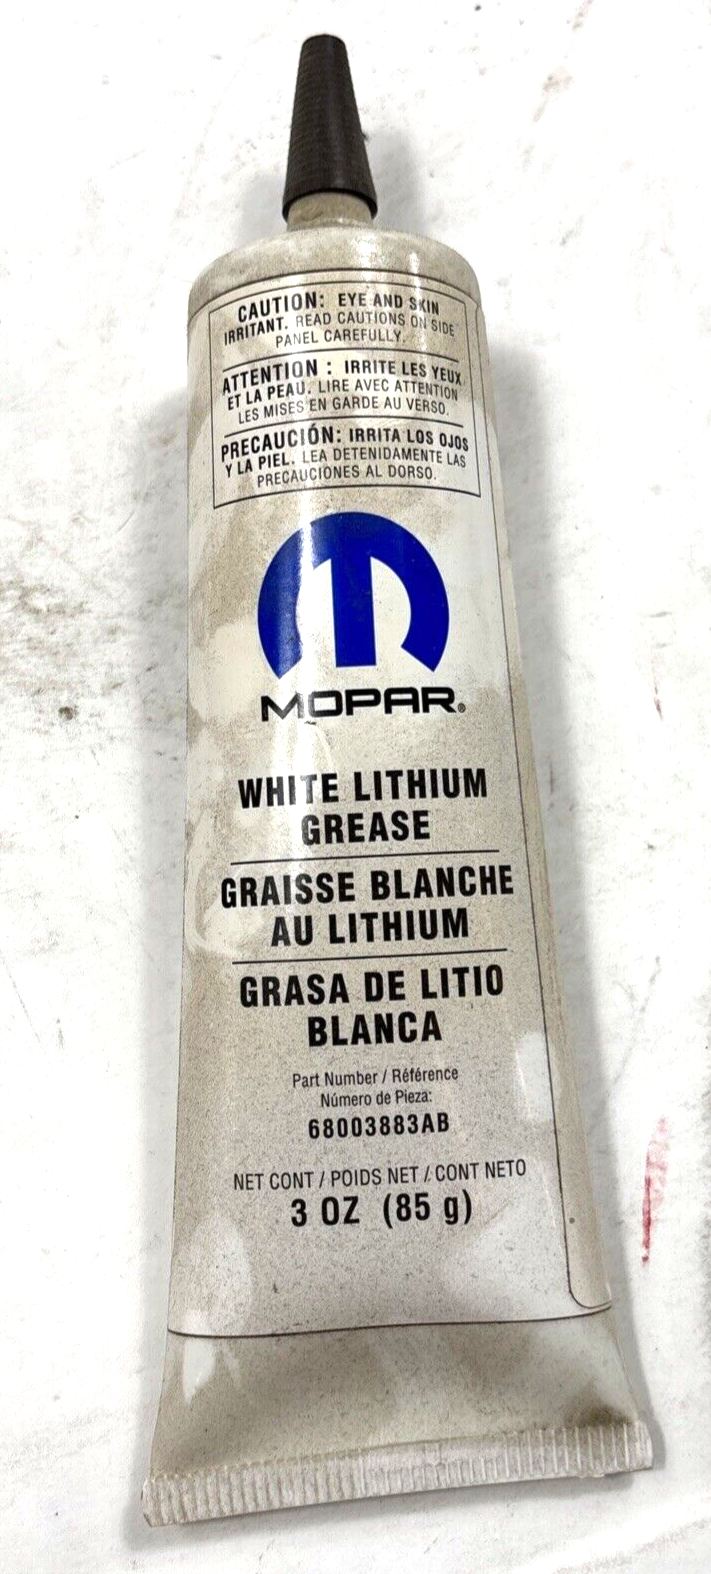 CAUTION: EYE AND SKIN
IRRITANT. READ CAUTIONS ON SIDE
PANEL CAREFULLY.
ATTENTION : IRRITE LES YEUX
ET LA PEAU. LIRE AVEC ATTENTION
LES MISES EN GARDE AU VERSO.
PRECAUCIÓN: IRRITA LOS OJOS
Y LA PIEL. LEA DETENIDAMENTE LAS
PRECAUCIONES AL DORSO.
MOPAR®
WHITE LITHIUM
GREASE
GRAISSE BLANCHE
AU LITHIUM
GRASA DE LITIO
BLANCA
Part Number / Référence
Número de Pieza:
68003883AB
NET CONT / POIDS NET / CONT NETO
3 OZ (85 g)